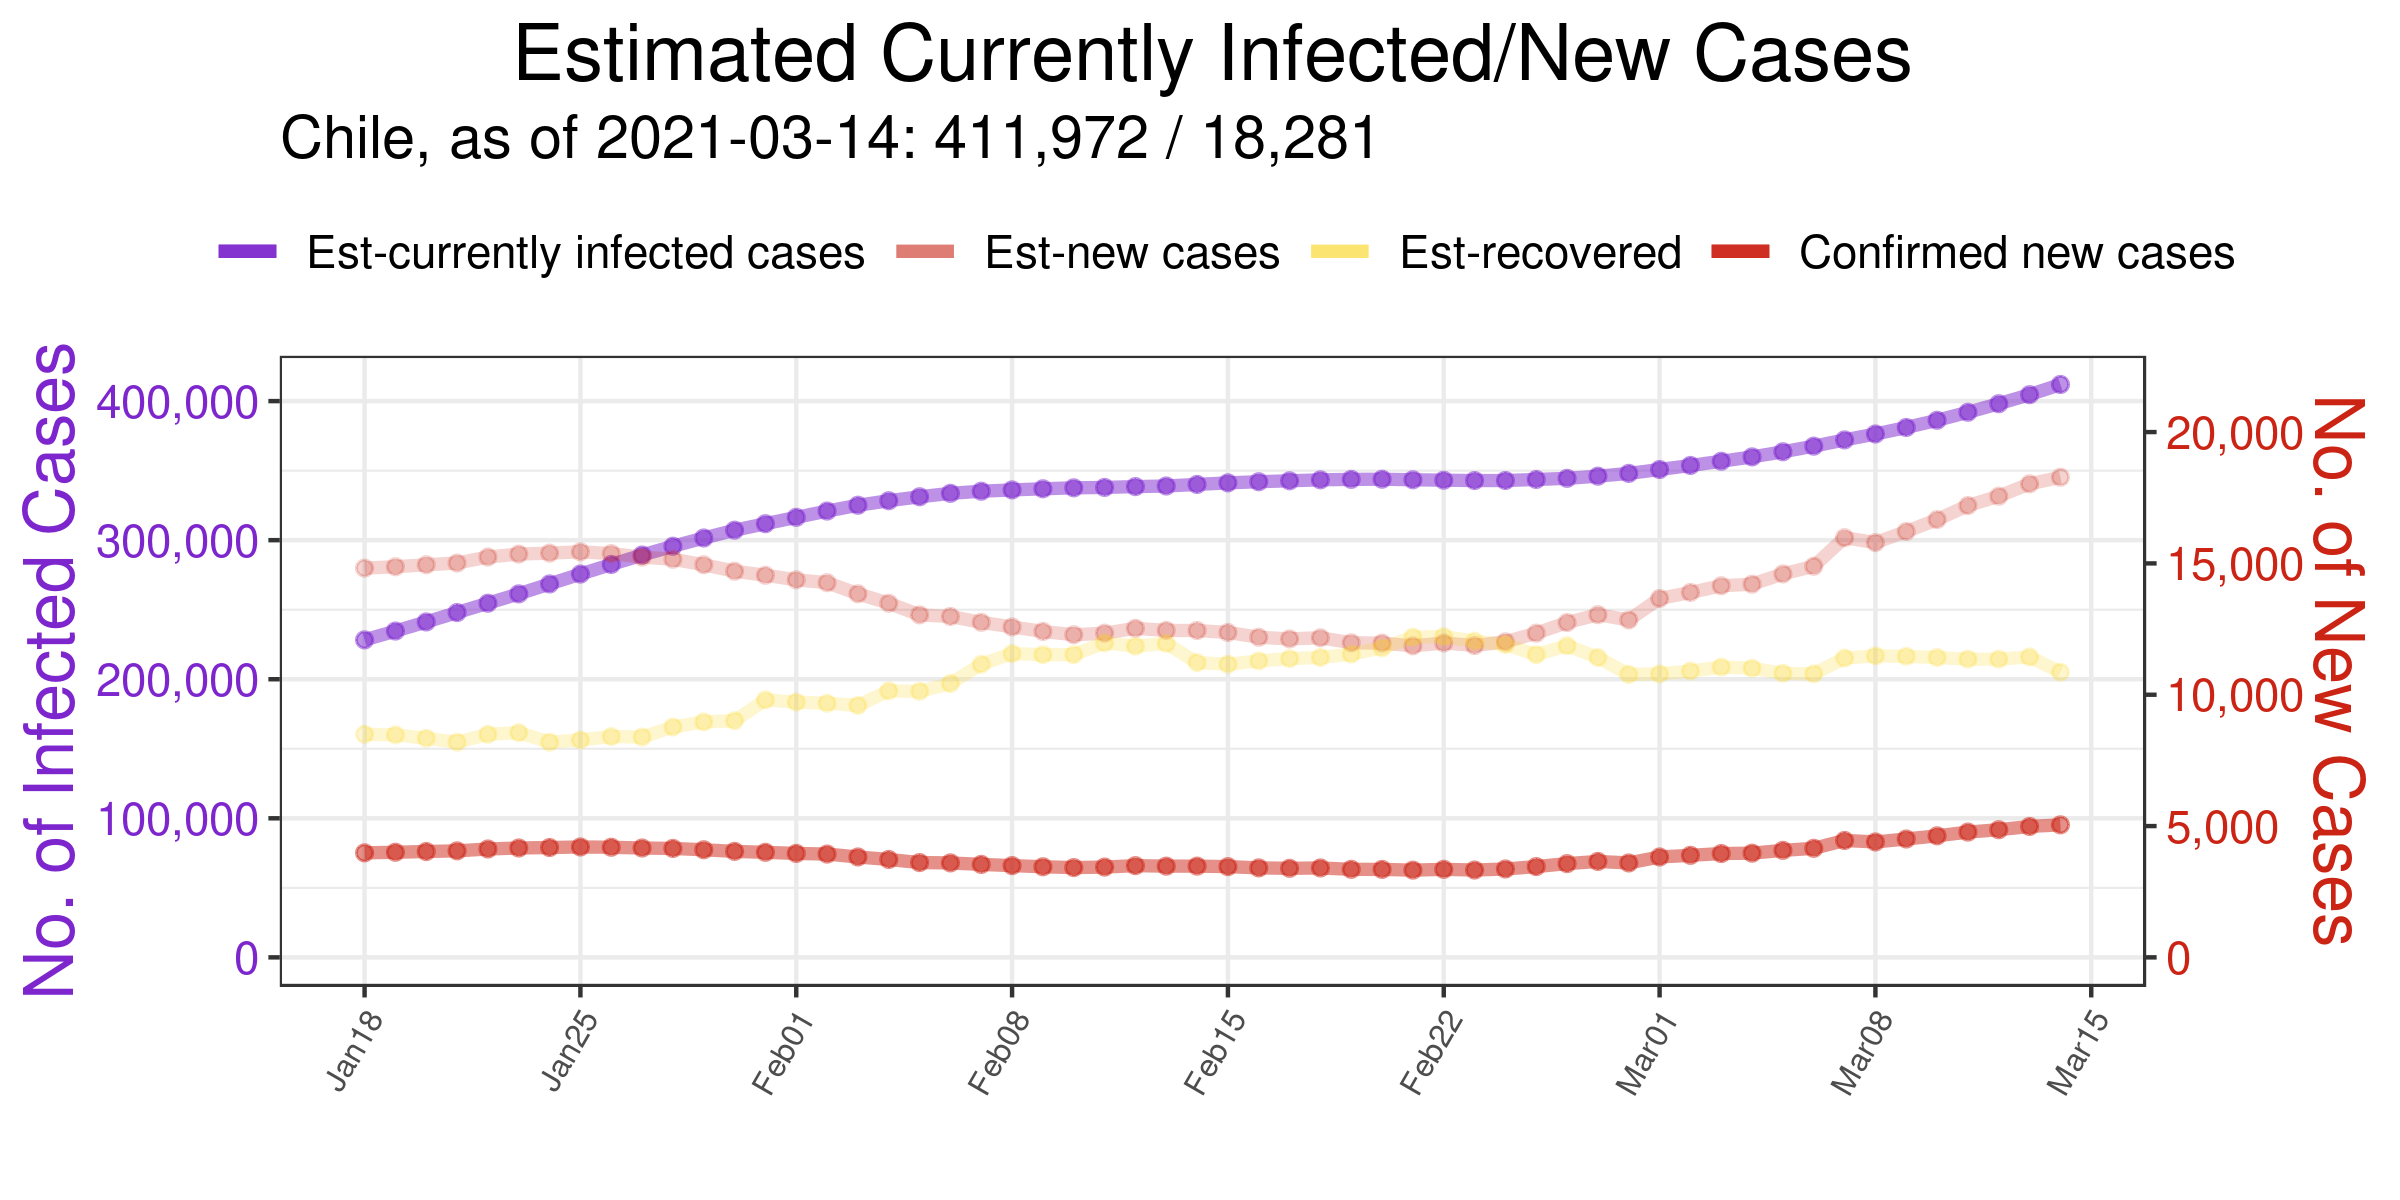 Estimated Currently Infected/New Cases
Chile, as of 2021-03-14: 411,972 / 18,281
Est-currently infected cases Est-new cases Est-recovered Confirmed new cases
No. of Infected Cases
400,000
300,000
200,000
100,000
0
20,000
15,000
10,000
5,000
0
No. of New Cases
Jan18 Jan25 Feb01 Feb08 Feb15 Feb22 Mar01 Mar08 Mar15